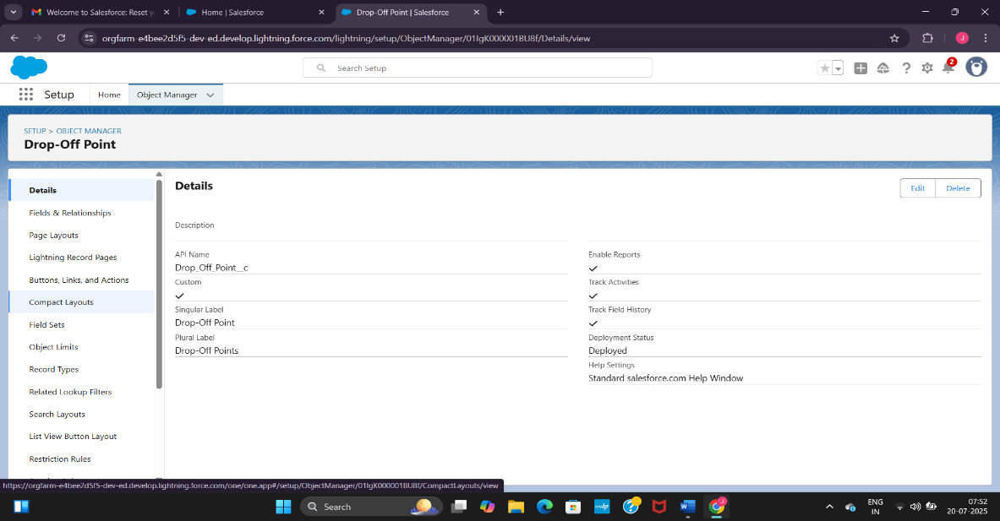 Welcome to Salesforce: Reset y
Home | Salesforce
Drop-Off Point | Salesforce
orgfarm-e4bee2d5f5-dev-ed.develop.lightning.force.com/lightning/setup/ObjectManager/01IgK000001BU8f/Details/view
J
Search Setup
2
Setup
Home
Object Manager
SETUP > OBJECT MANAGER
Drop-Off Point
Details
Fields & Relationships
Page Layouts
Lightning Record Pages
Buttons, Links, and Actions
Compact Layouts
Field Sets
Object Limits
Record Types
Related Lookup Filters
Search Layouts
List View Button Layout
Restriction Rules
Details
Edit
Delete
Description
API Name
Drop_Off_Point__c
Custom
Singular Label
Drop-Off Point
Plural Label
Drop-Off Points
Enable Reports
Track Activities
Track Field History
Deployment Status
Deployed
Help Settings
Standard salesforce.com Help Window
https://orgfarm-e4bee2d5f5-dev-ed.develop.lightning.force.com/one/one.app#/setup/ObjectManager/01IgK000001BU8f/CompactLayouts/view
Search
ENG
IN
07:52
20-07-2025